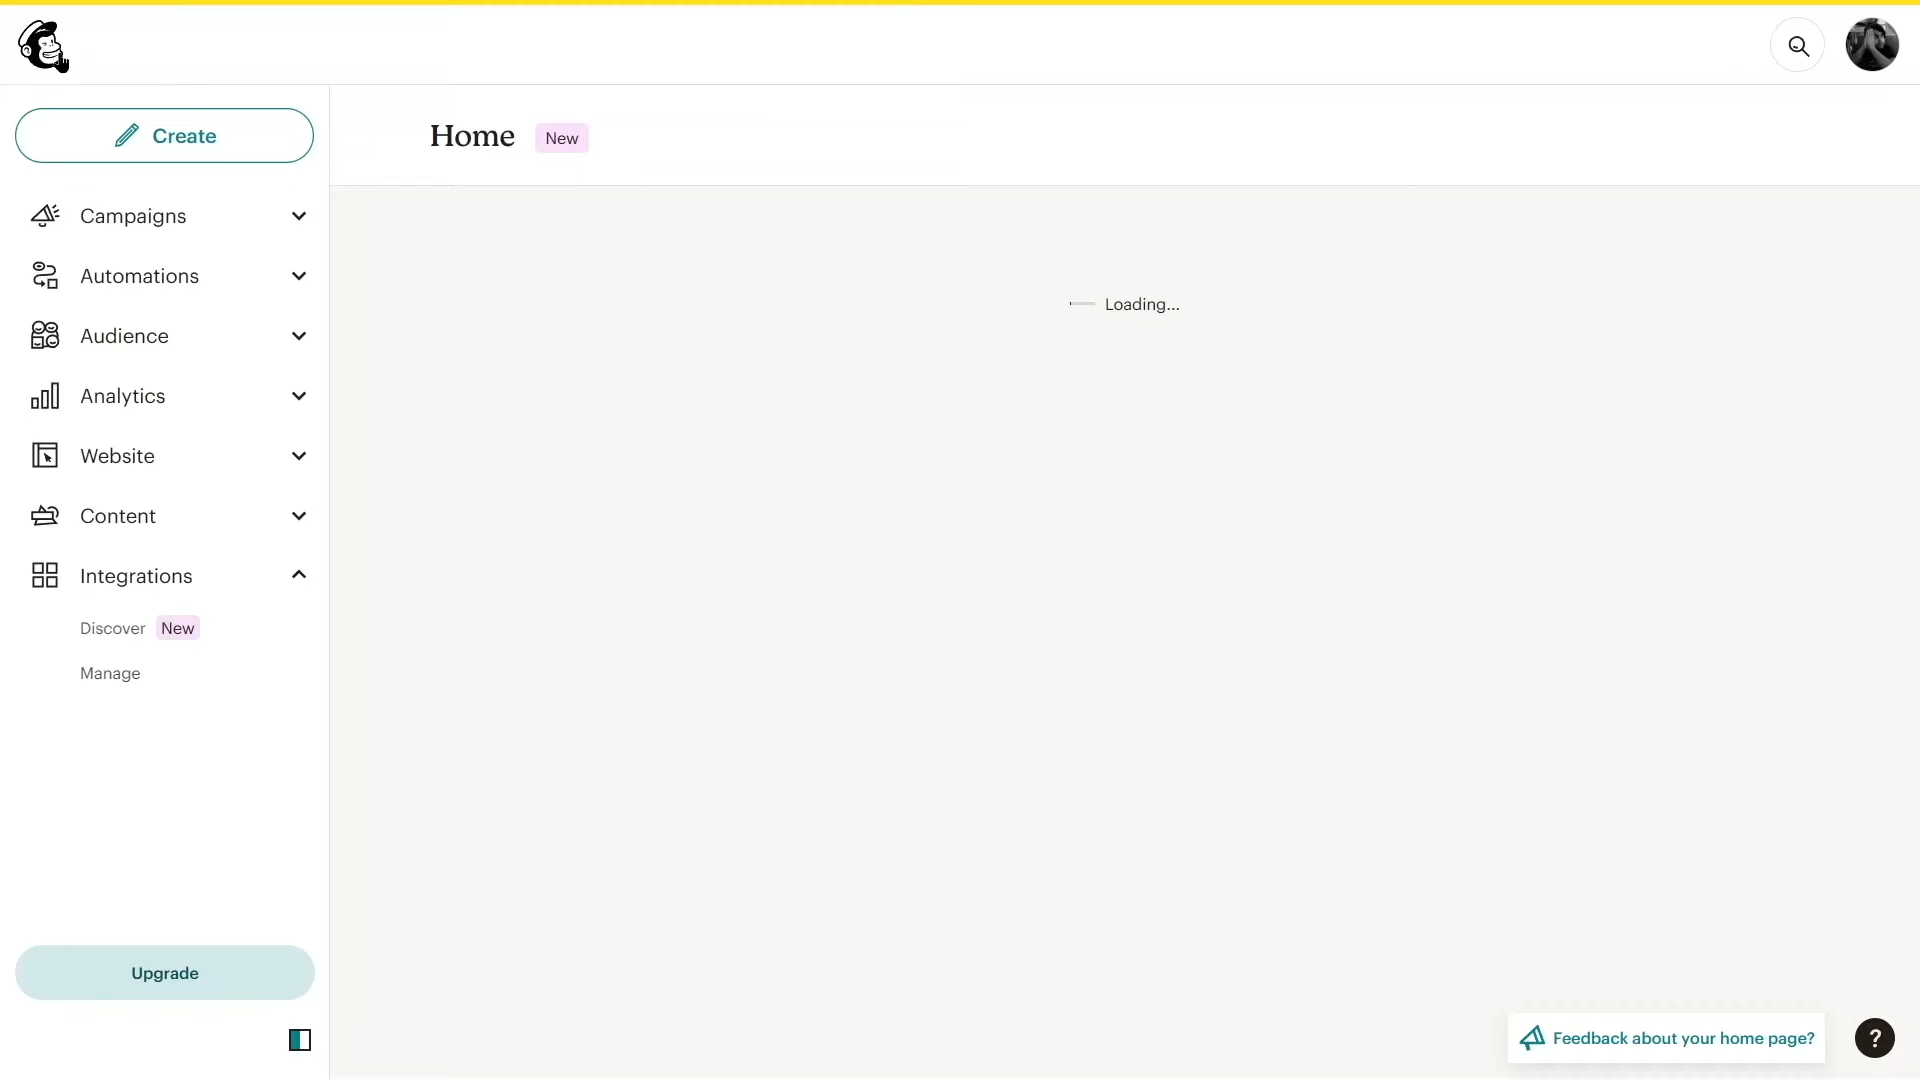 Create
Home New
Campaigns
Automations
Loading...
Audience
Analytics
Website
Content
Integrations
Discover New
Manage
Upgrade
Feedback about your home page?
?